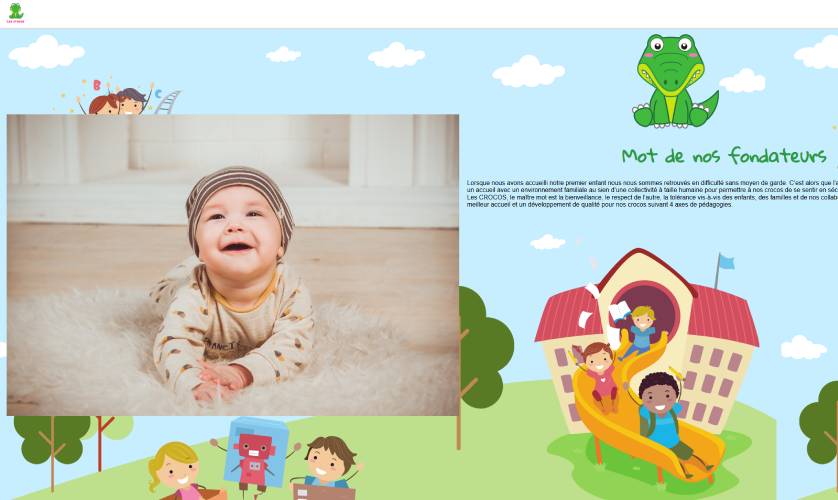 LES CROCOS
B
C
Mot de nos fondateurs
Lorsque nous avons accueilli notre premier enfant nous nous sommes retrouvés en difficulté sans moyen de garde. C'est alors que l'a
un accueil avec un environnement familiale au sien d'une collectivité à taille humaine pour permettre à nos crocos de se sentir en séc
Les CROCOS, le maître mot est la bienveillance, le respect de l'autre, la tolérance vis-à-vis des enfants, des familles et de nos collab
meilleur accueil et un développement de qualité pour nos crocos suivant 4 axes de pédagogies.